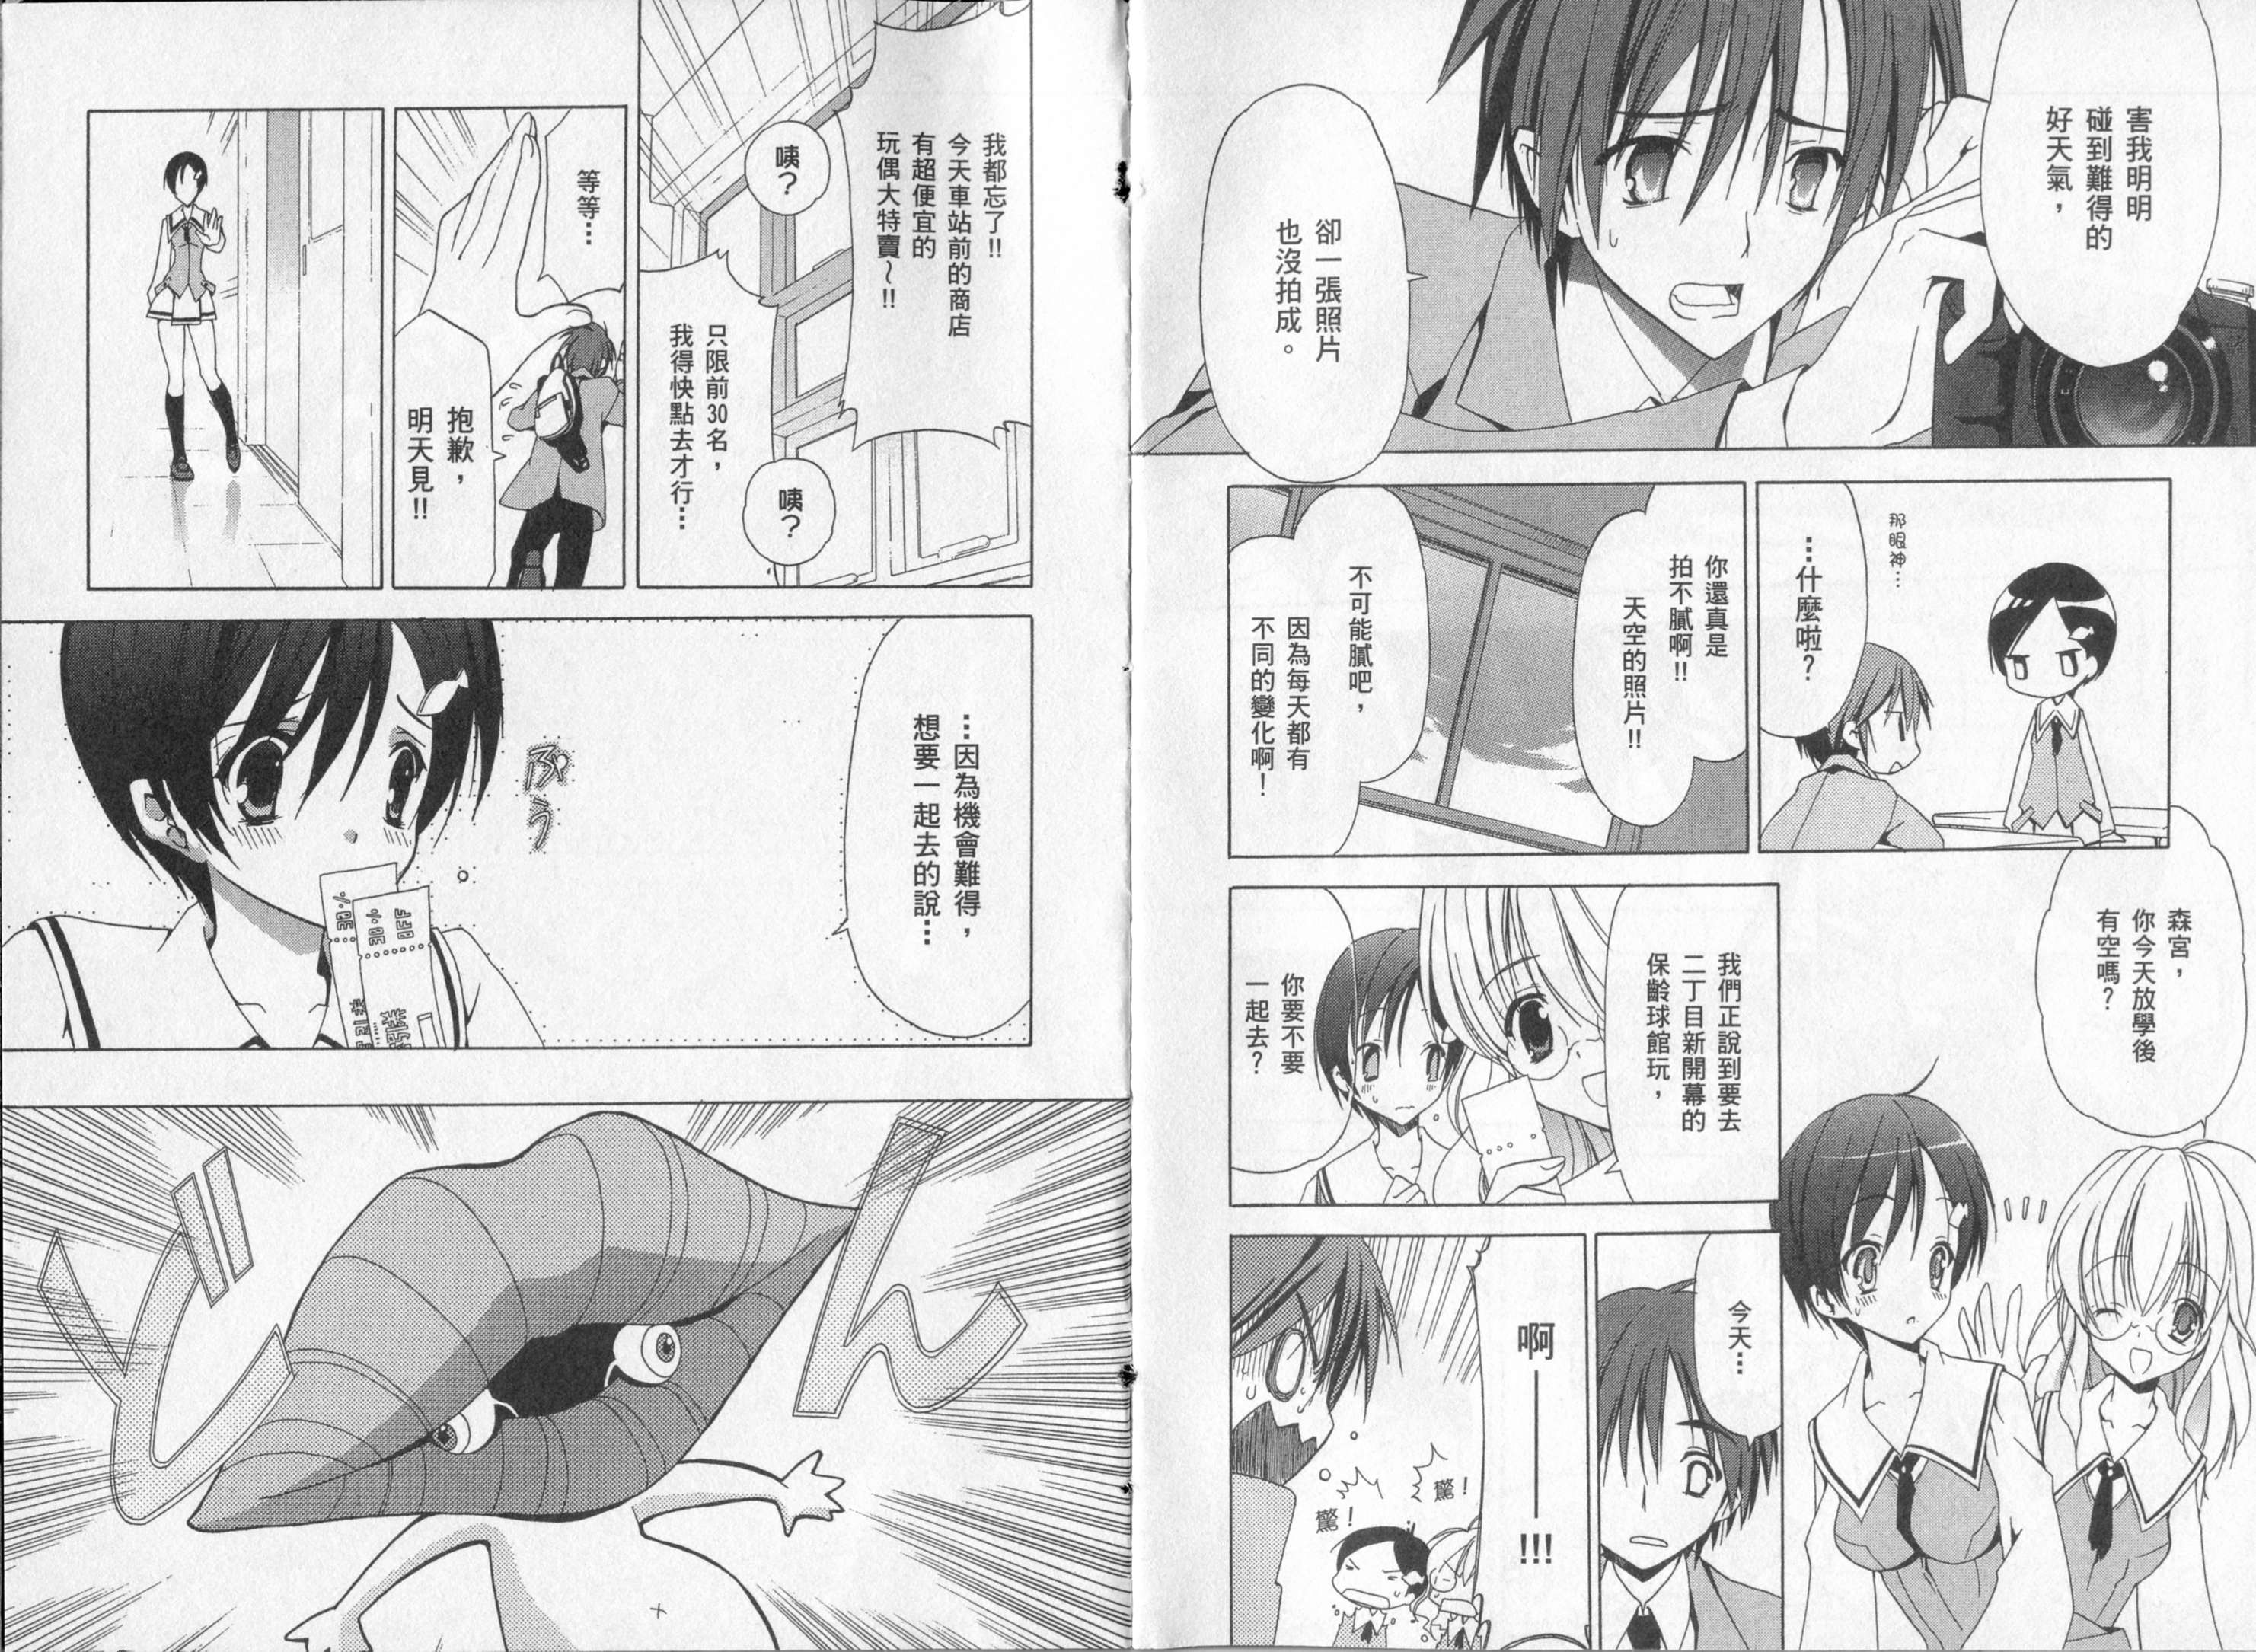 害我明明
碰到難得的
好天氣，
卻一張照片
也沒拍成。
那眼神…
…什麼啦？
你還真是
拍不膩啊!!
天空的照片!!
不可能膩吧，
因為每天都有
不同的變化啊！
森宮，
你今天放學後
有空嗎？
我們正說到要去
二丁目新開幕的
保齡球館玩，
你要不要
一起去？
今天…
啊──────!!!
驚！
驚！
我都忘了!!
今天車站前的商店
有超便宜的
玩偶大特賣～!!
咦？
只限前30名，
我得快點去才行…
咦？
等等…
抱歉，
明天見!!
…因為機會難得，
想要一起去的說…
ぷぅ
30%
30%
OFF
どーん